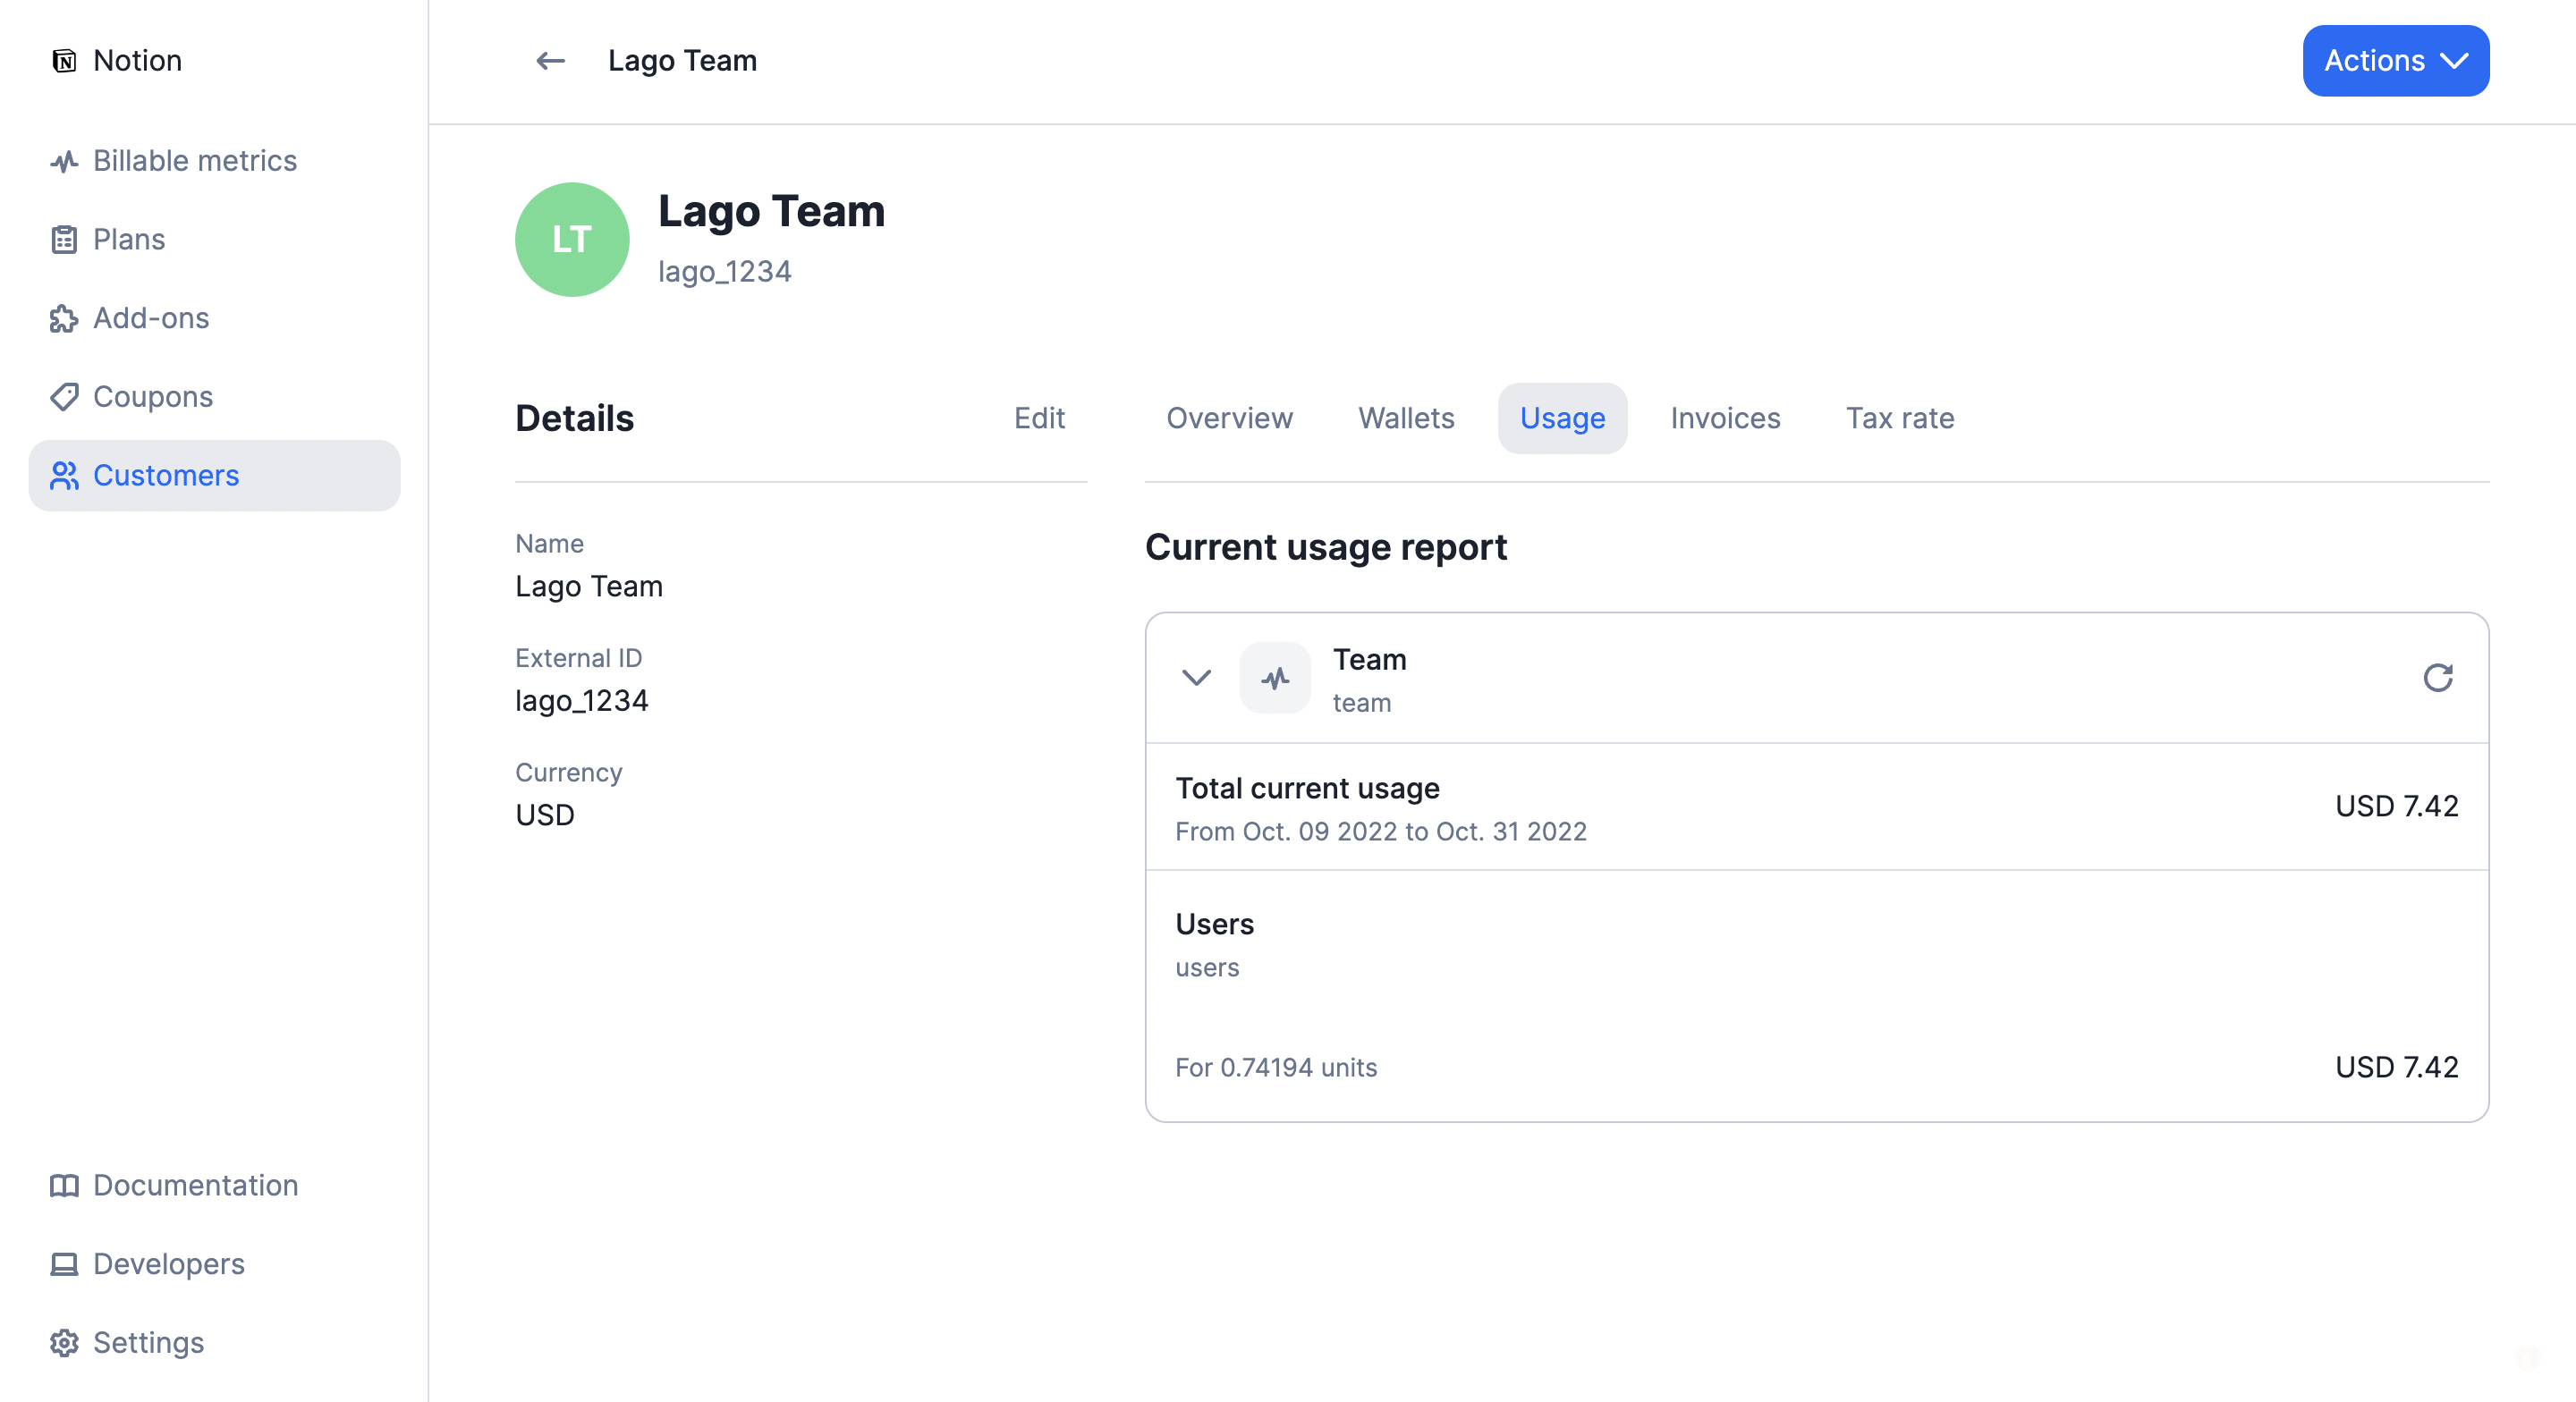 Notion
Billable metrics
Plans
Add-ons
Coupons
Customers
Documentation
Developers
Settings
Lago Team
Actions
LT
Lago Team
lago_1234
Details
Edit
Name
Lago Team
External ID
lago_1234
Currency
USD
Overview
Wallets
Usage
Invoices
Tax rate
Current usage report
Team
team
Total current usage
USD 7.42
From Oct. 09 2022 to Oct. 31 2022
Users
users
For 0.74194 units
USD 7.42